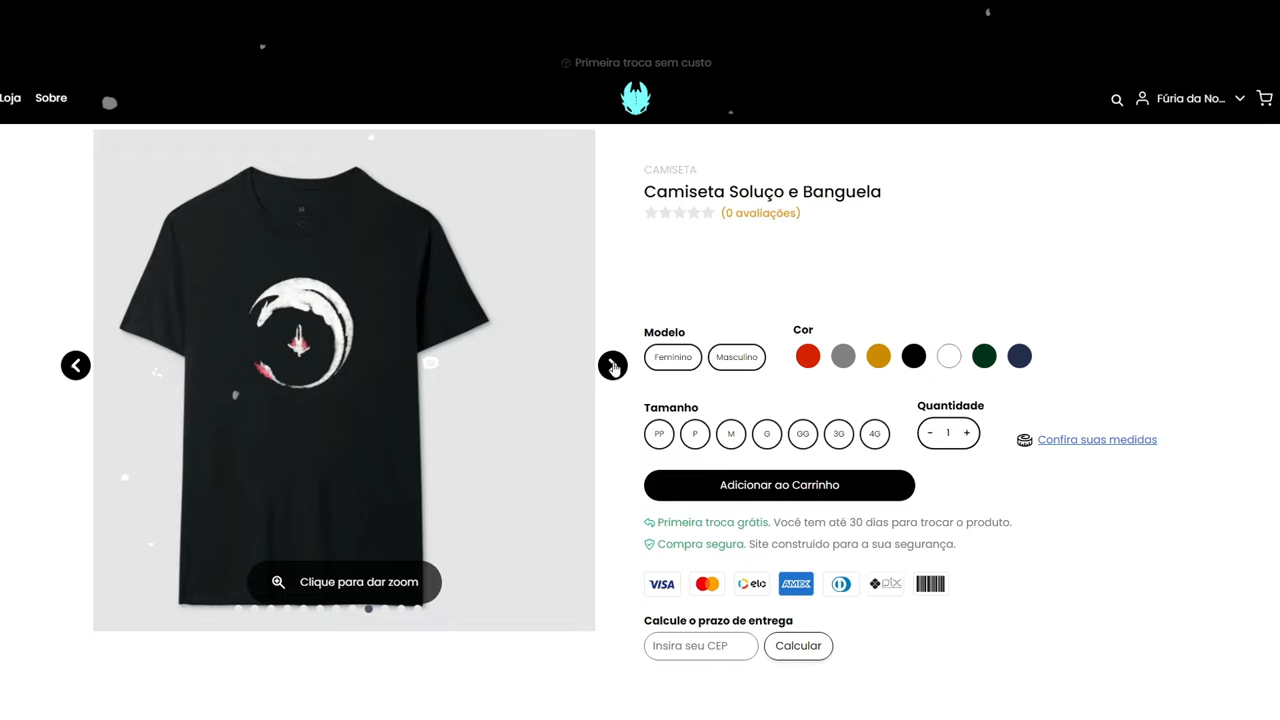 Primeira troca sem custo
Loja Sobre
Fúria da No...
CAMISETA
Camiseta Soluço e Banguela
(0 avaliações)
Modelo
Cor
Feminino Masculino
Tamanho
Quantidade
PP P M G GG 3G 4G
- 1 +
Confira suas medidas
Adicionar ao Carrinho
Primeira troca grátis. Você tem até 30 dias para trocar o produto.
Compra segura. Site construído para a sua segurança.
VISA elo AMEX pix
Calcule o prazo de entrega
Insira seu CEP Calcular
M
Clique para dar zoom